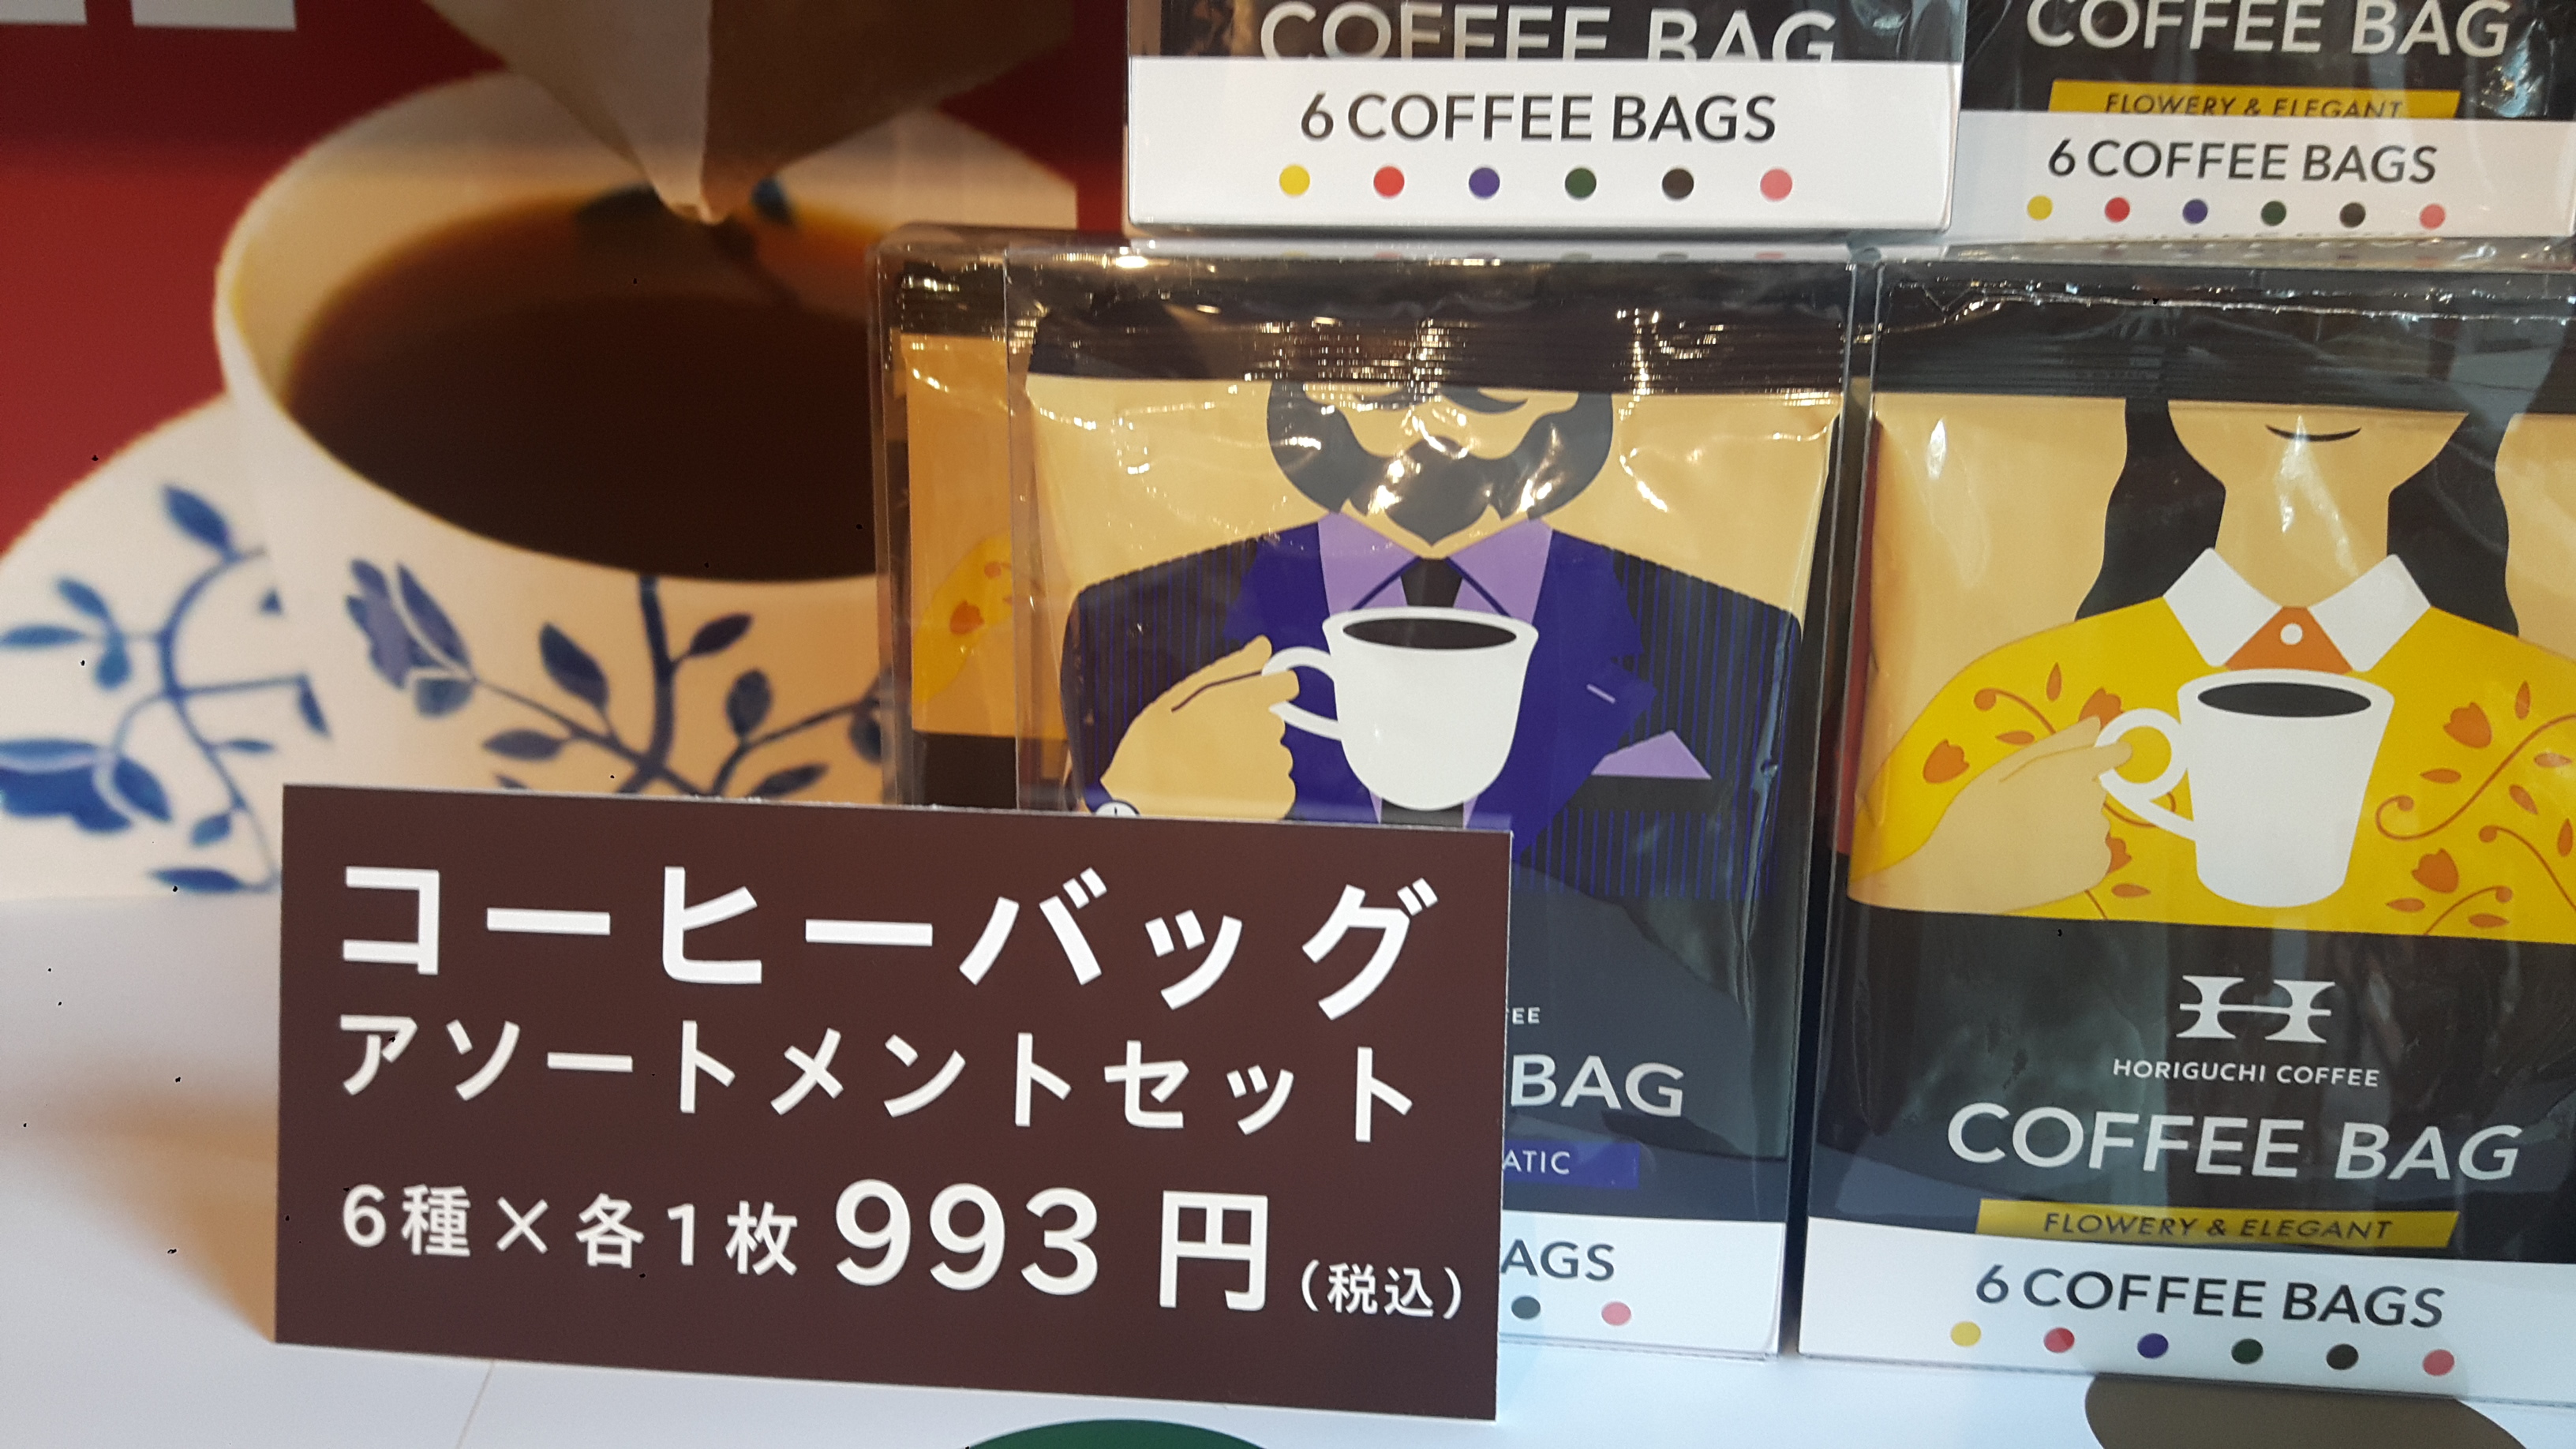 COFFEE BAG
6 COFFEE BAGS
COFFEE BAG
FLOWERY & ELEGANT
6 COFFEE BAGS
コーヒーバッグ
アソートメントセット
6種×各1枚 993円(税込)
BAG
HORIGUCHI COFFEE
COFFEE BAG
FLOWERY & ELEGANT
6 COFFEE BAGS